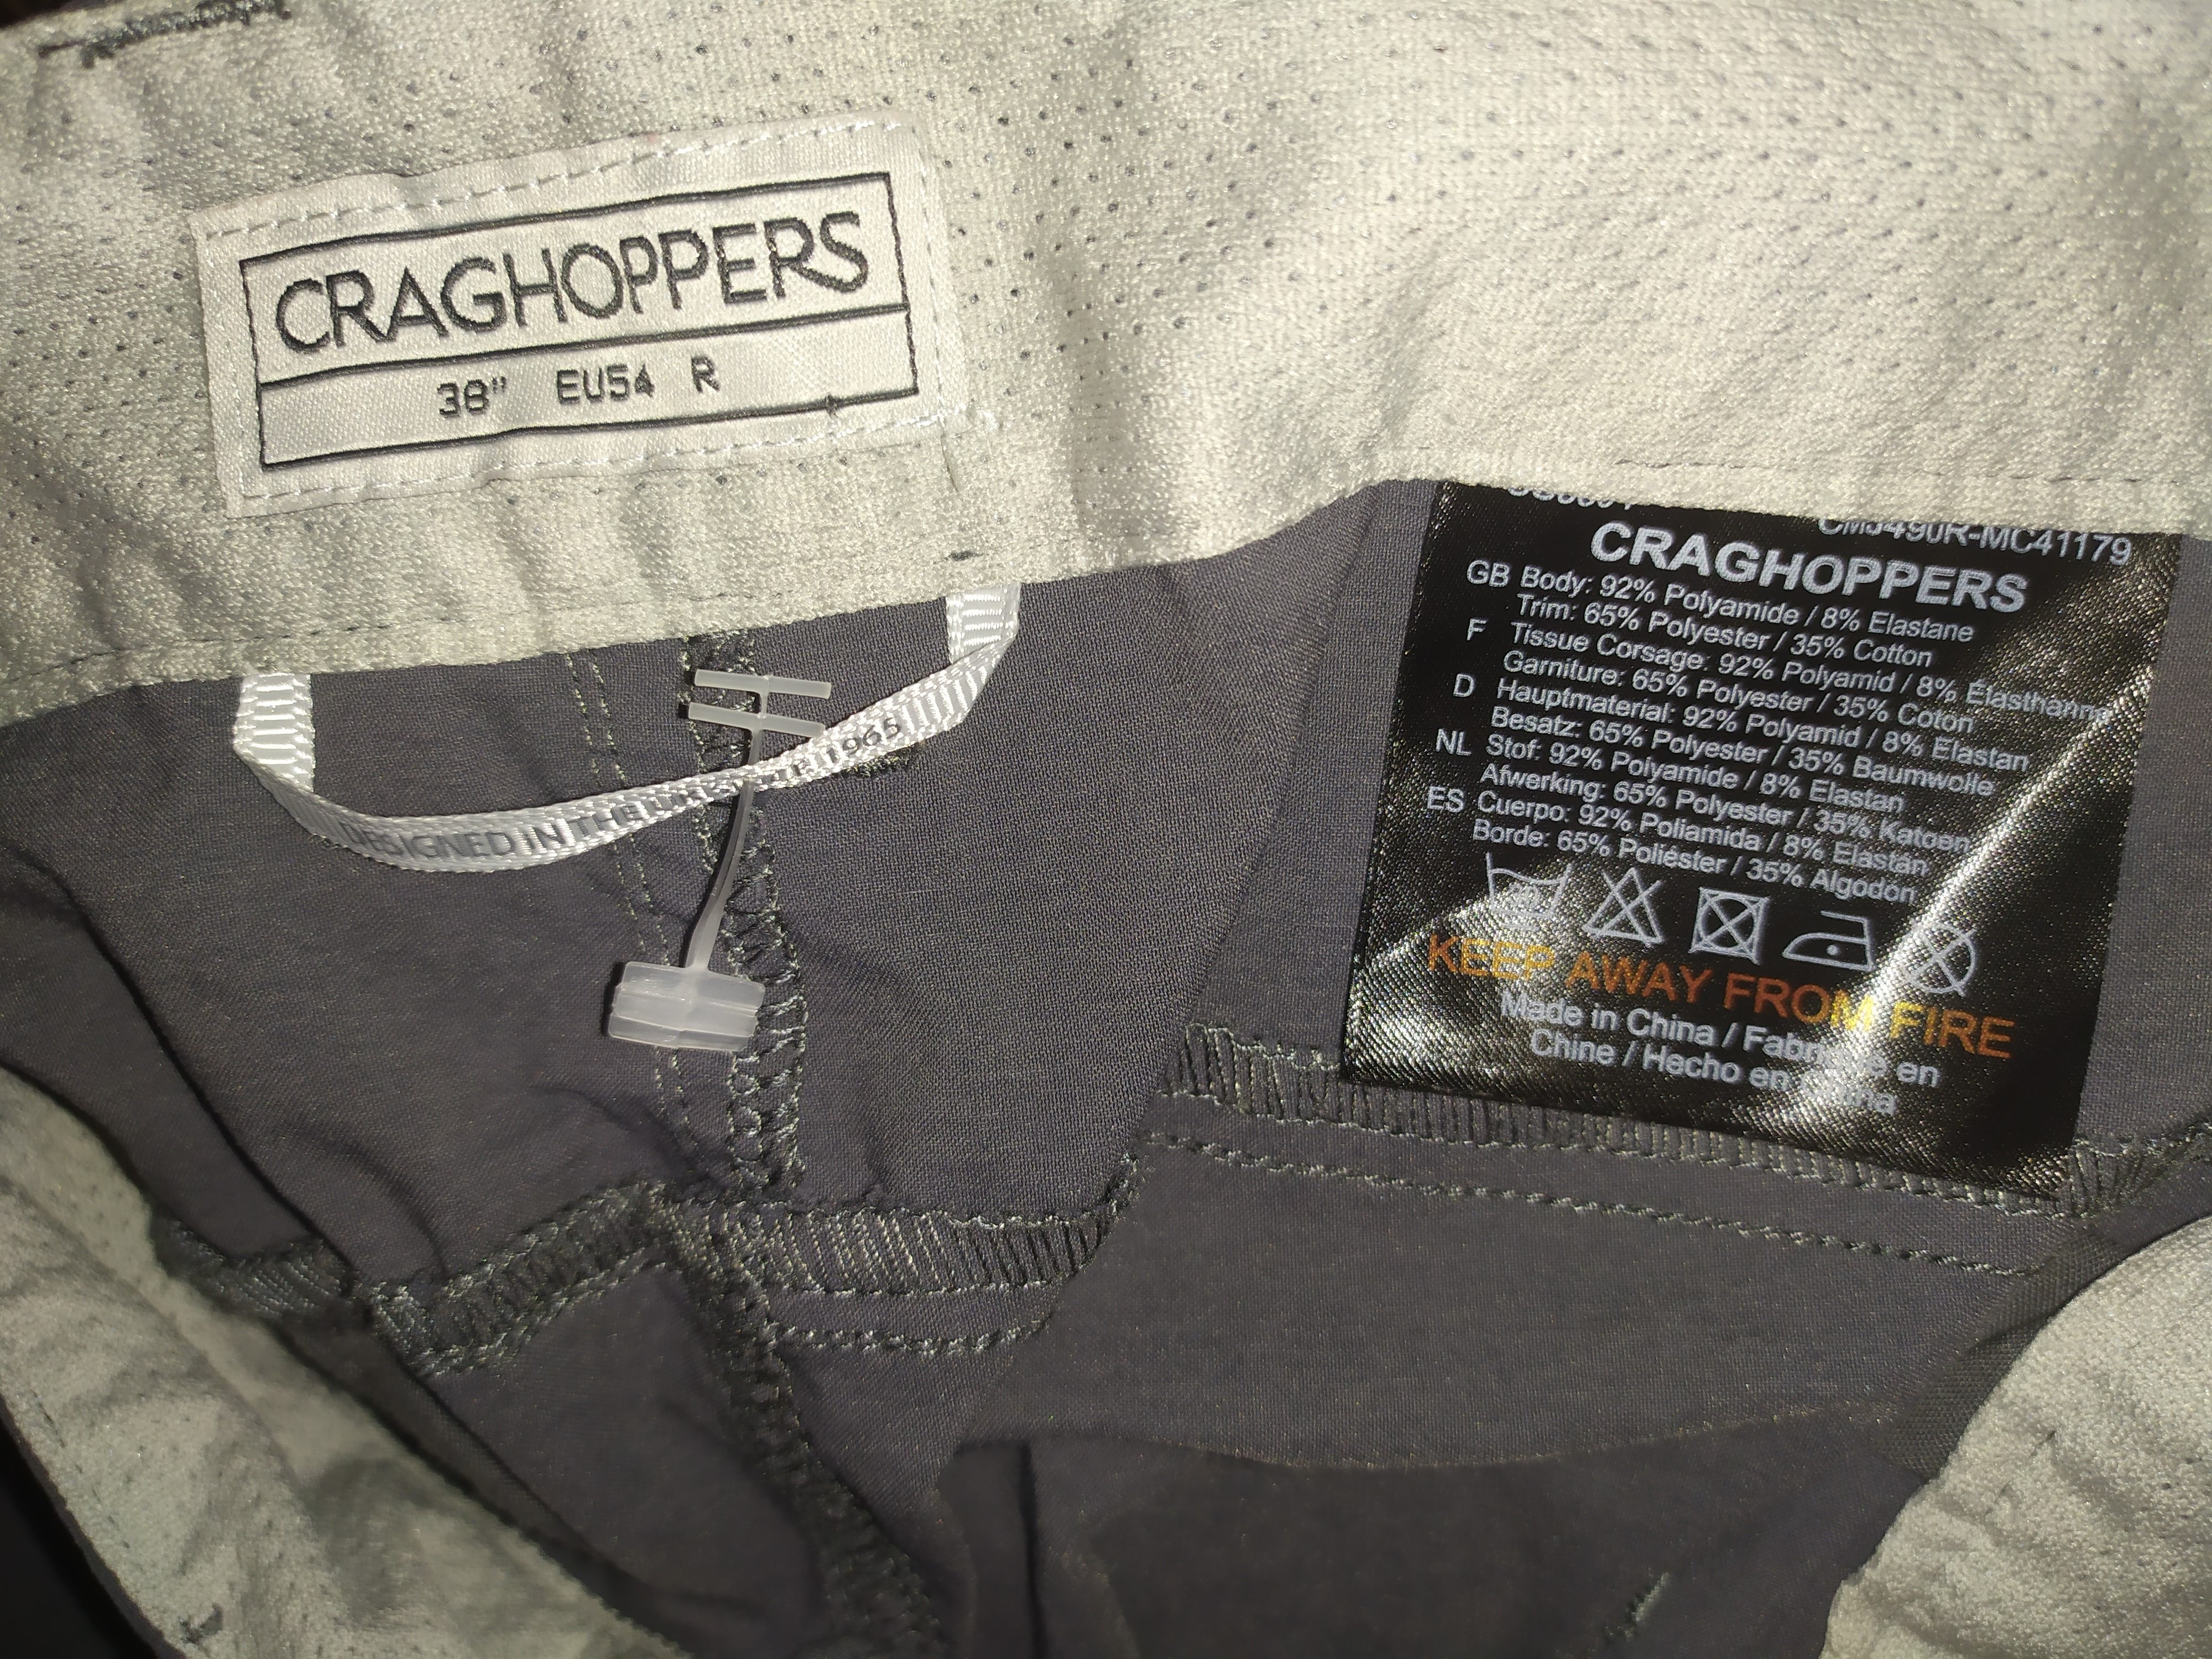 CRAGHOPPERS
38" EU54 R
DESIGNED IN THE 1965
CM5490R-MC41179
CRAGHOPPERS
GB Body: 92% Polyamide / 8% Elastane
Trim: 65% Polyester / 35% Cotton
F Tissue Corsage: 92% Polyamid / 8% Élasthanne
Garniture: 65% Polyester / 35% Coton
D Hauptmaterial: 92% Polyamid / 8% Elastan
Besatz: 65% Polyester / 35% Baumwolle
NL Stof: 92% Polyamide / 8% Elastan
Afwerking: 65% Polyester / 35% Katoen
ES Cuerpo: 92% Poliamida / 8% Elastán
Borde: 65% Poliéster / 35% Algodón
KEEP AWAY FROM FIRE
Made in China / Fabriqué en
Chine / Hecho en China